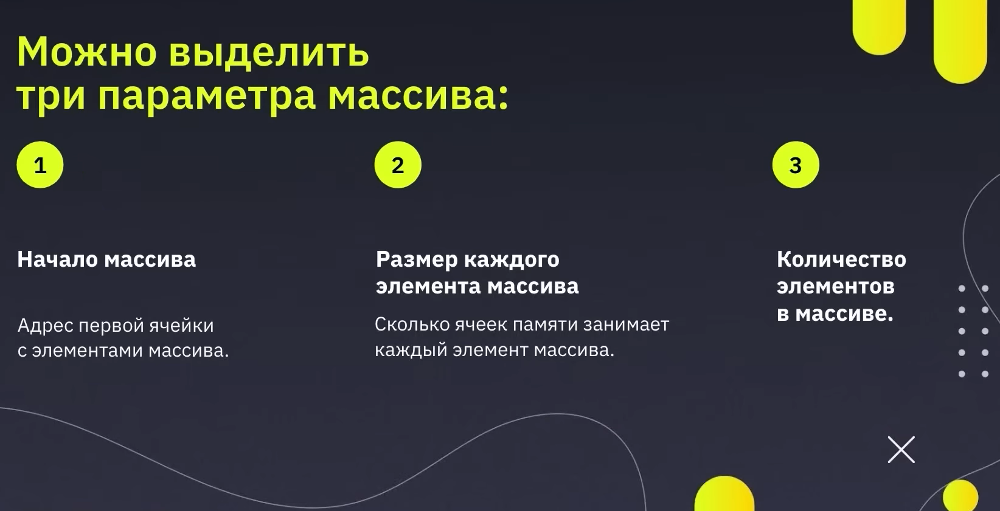 Можно выделить
три параметра массива:
1
Начало массива
Адрес первой ячейки
с элементами массива.
2
Размер каждого
элемента массива
Сколько ячеек памяти занимает
каждый элемент массива.
3
Количество
элементов
в массиве.